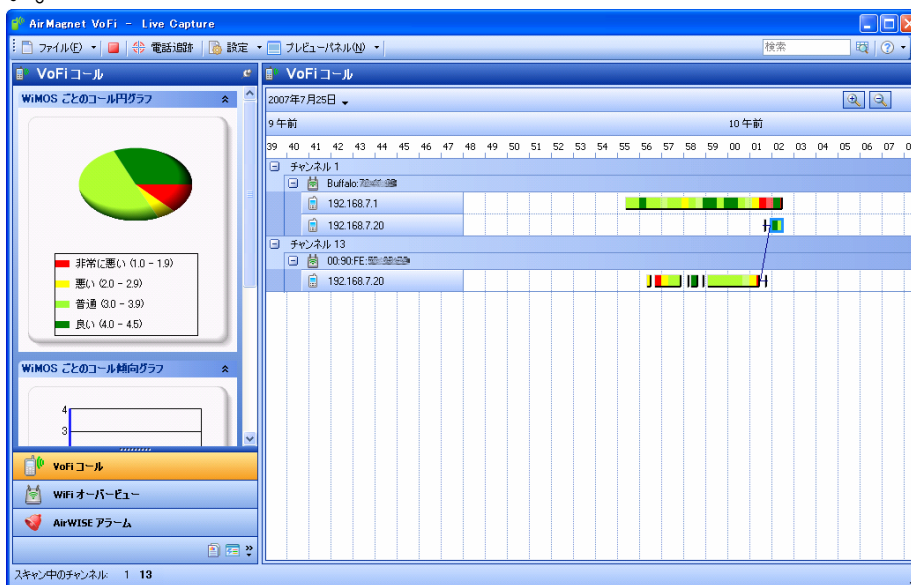 AirMagnet VoFi - Live Capture
ファイル(F) 電話追跡 設定 プレビューパネル(N) 検索
VoFiコール
VoFiコール
WiMOS ごとのコール円グラフ
非常に悪い (1.0 - 1.9)
悪い (2.0 - 2.9)
普通 (3.0 - 3.9)
良い (4.0 - 4.5)
WiMOS ごとのコール傾向グラフ
4
3
VoFi コール
WiFi オーバービュー
AirWISE アラーム
2007年7月25日
9 午前 10 午前
39 40 41 42 43 44 45 46 47 48 49 50 51 52 53 54 55 56 57 58 59 00 01 02 03 04 05 06 07
チャンネル 1
Buffalo:
192.168.7.1
192.168.7.20
チャンネル 13
00:90:FE:
192.168.7.20
スキャン中のチャンネル: 1 13